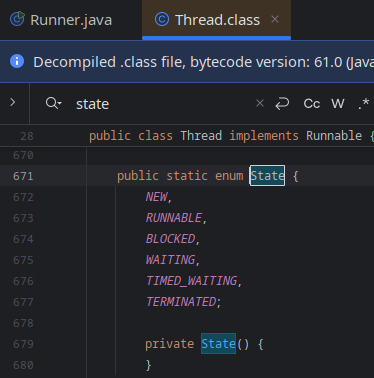 Runner.java Thread.class
Decompiled .class file, bytecode version: 61.0 (Java
state Cc W .*
28 public class Thread implements Runnable {
670
671 public static enum State {
672 NEW,
673 RUNNABLE,
674 BLOCKED,
675 WAITING,
676 TIMED_WAITING,
677 TERMINATED;
678
679 private State() {
680 }